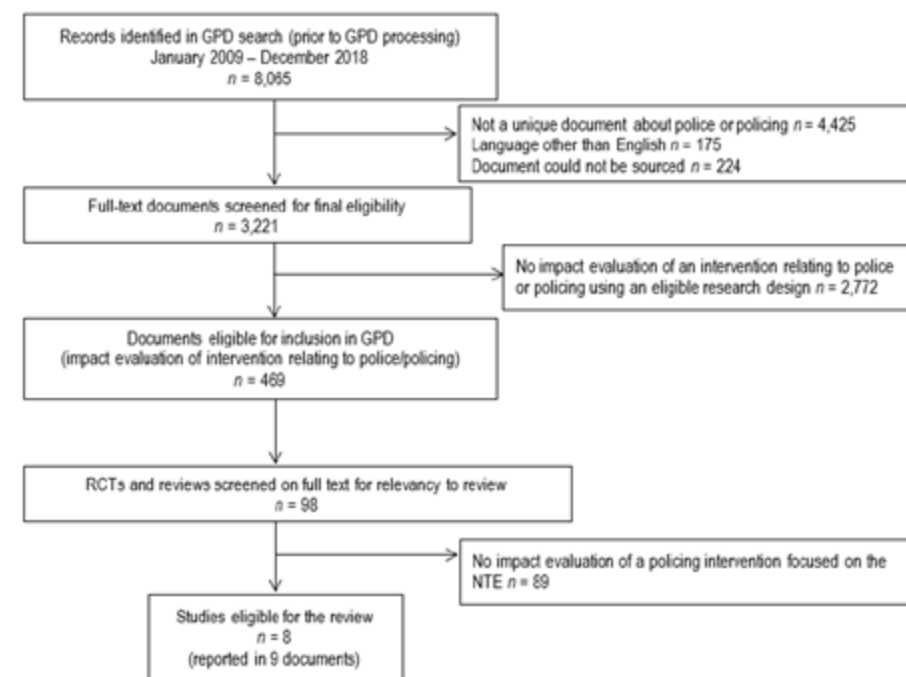 Records identified in GPD search (prior to GPD processing)
January 2009 – December 2018
n = 8,065
Not a unique document about police or policing n = 4,425
Language other than English n = 175
Document could not be sourced n = 224
Full-text documents screened for final eligibility
n = 3,221
No impact evaluation of an intervention relating to police
or policing using an eligible research design n = 2,772
Documents eligible for inclusion in GPD
(impact evaluation of intervention relating to police/policing)
n = 469
RCTs and reviews screened on full text for relevancy to review
n = 98
No impact evaluation of a policing intervention focused on the
NTE n = 89
Studies eligible for the review
n = 8
(reported in 9 documents)